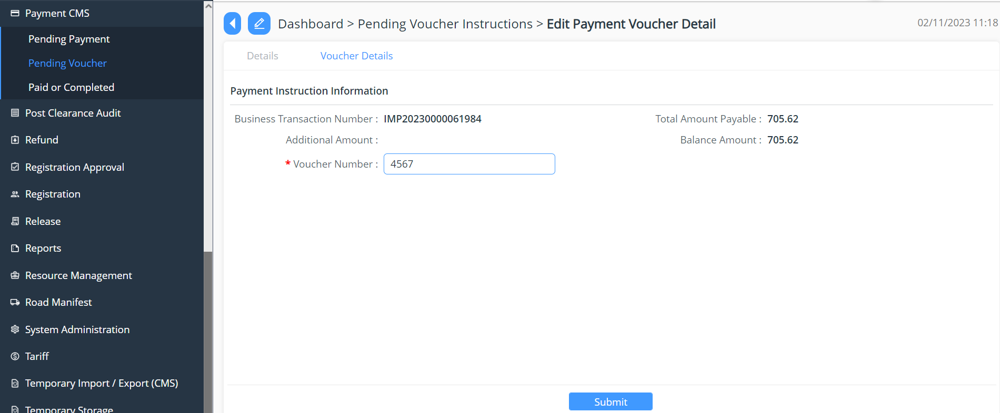 Payment CMS
Pending Payment
Pending Voucher
Paid or Completed
Post Clearance Audit
Refund
Registration Approval
Registration
Release
Reports
Resource Management
Road Manifest
System Administration
Tariff
Temporary Import / Export (CMS)
Temporary Storage
Dashboard > Pending Voucher Instructions > Edit Payment Voucher Detail
02/11/2023 11:18
Details Voucher Details
Payment Instruction Information
Business Transaction Number : IMP20230000061984 Total Amount Payable : 705.62
Additional Amount : Balance Amount : 705.62
* Voucher Number : 4567
Submit